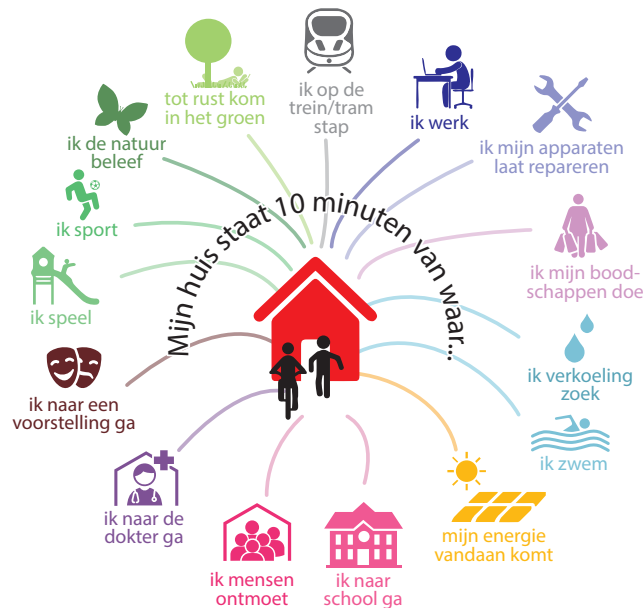 Mijn huis staat 10 minuten van waar...
tot rust kom
in het groen
ik op de
trein/tram
stap
ik werk
ik mijn apparaten
laat repareren
ik mijn bood-
schappen doe
ik verkoeling
zoek
ik zwem
mijn energie
vandaan komt
ik naar
school ga
ik mensen
ontmoet
ik naar de
dokter ga
ik naar een
voorstelling ga
ik speel
ik sport
ik de natuur
beleef